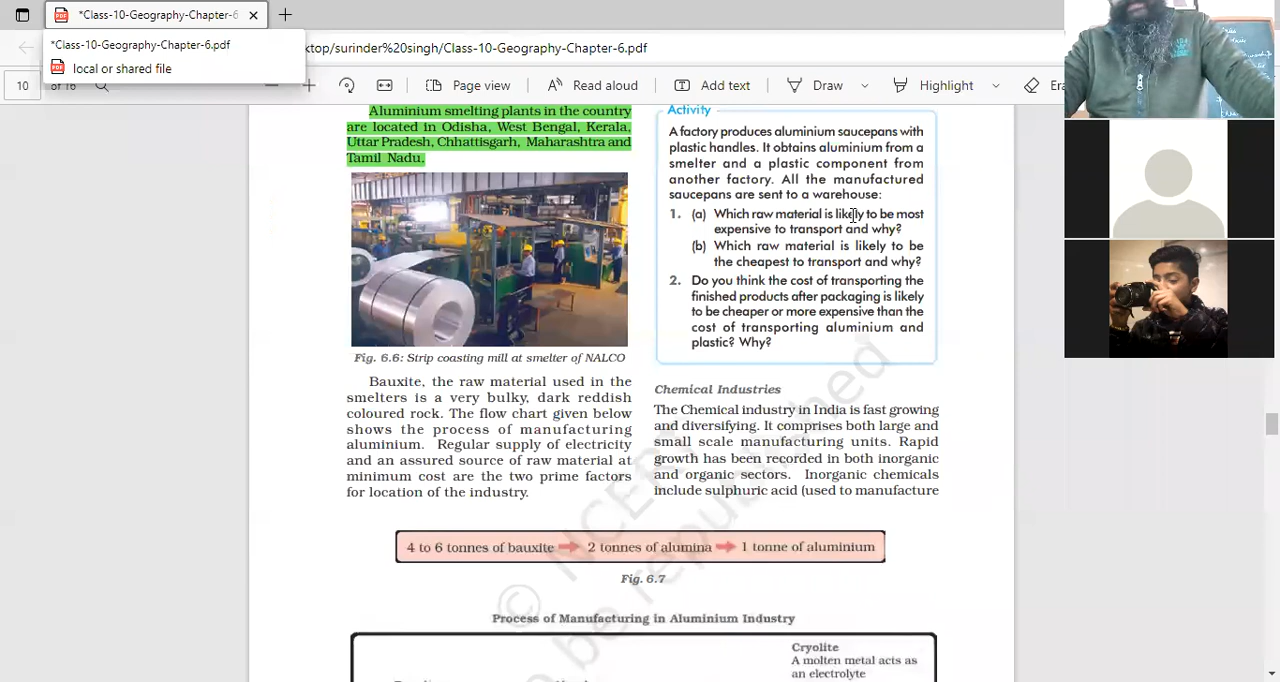 *Class-10-Geography-Chapter-6
*Class-10-Geography-Chapter-6.pdf
local or shared file
ktop/surinder%20singh/Class-10-Geography-Chapter-6.pdf
10
of 16
Page view
Read aloud
Add text
Draw
Highlight
Era
Aluminium smelting plants in the country
are located in Odisha, West Bengal, Kerala,
Uttar Pradesh, Chhattisgarh, Maharashtra and
Tamil Nadu.
Fig. 6.6: Strip coasting mill at smelter of NALCO
Bauxite, the raw material used in the
smelters is a very bulky, dark reddish
coloured rock. The flow chart given below
shows the process of manufacturing
aluminium. Regular supply of electricity
and an assured source of raw material at
minimum cost are the two prime factors
for location of the industry.
Activity
A factory produces aluminium saucepans with
plastic handles. It obtains aluminium from a
smelter and a plastic component from
another factory. All the manufactured
saucepans are sent to a warehouse:
1. (a) Which raw material is likely to be most
expensive to transport and why?
(b) Which raw material is likely to be
the cheapest to transport and why?
2. Do you think the cost of transporting the
finished products after packaging is likely
to be cheaper or more expensive than the
cost of transporting aluminium and
plastic? Why?
Chemical Industries
The Chemical industry in India is fast growing
and diversifying. It comprises both large and
small scale manufacturing units. Rapid
growth has been recorded in both inorganic
and organic sectors. Inorganic chemicals
include sulphuric acid (used to manufacture
4 to 6 tonnes of bauxite
2 tonnes of alumina
1 tonne of aluminium
Fig. 6.7
Process of Manufacturing in Aluminium Industry
Cryolite
A molten metal acts as
an electrolyte
© NCERT
be republished